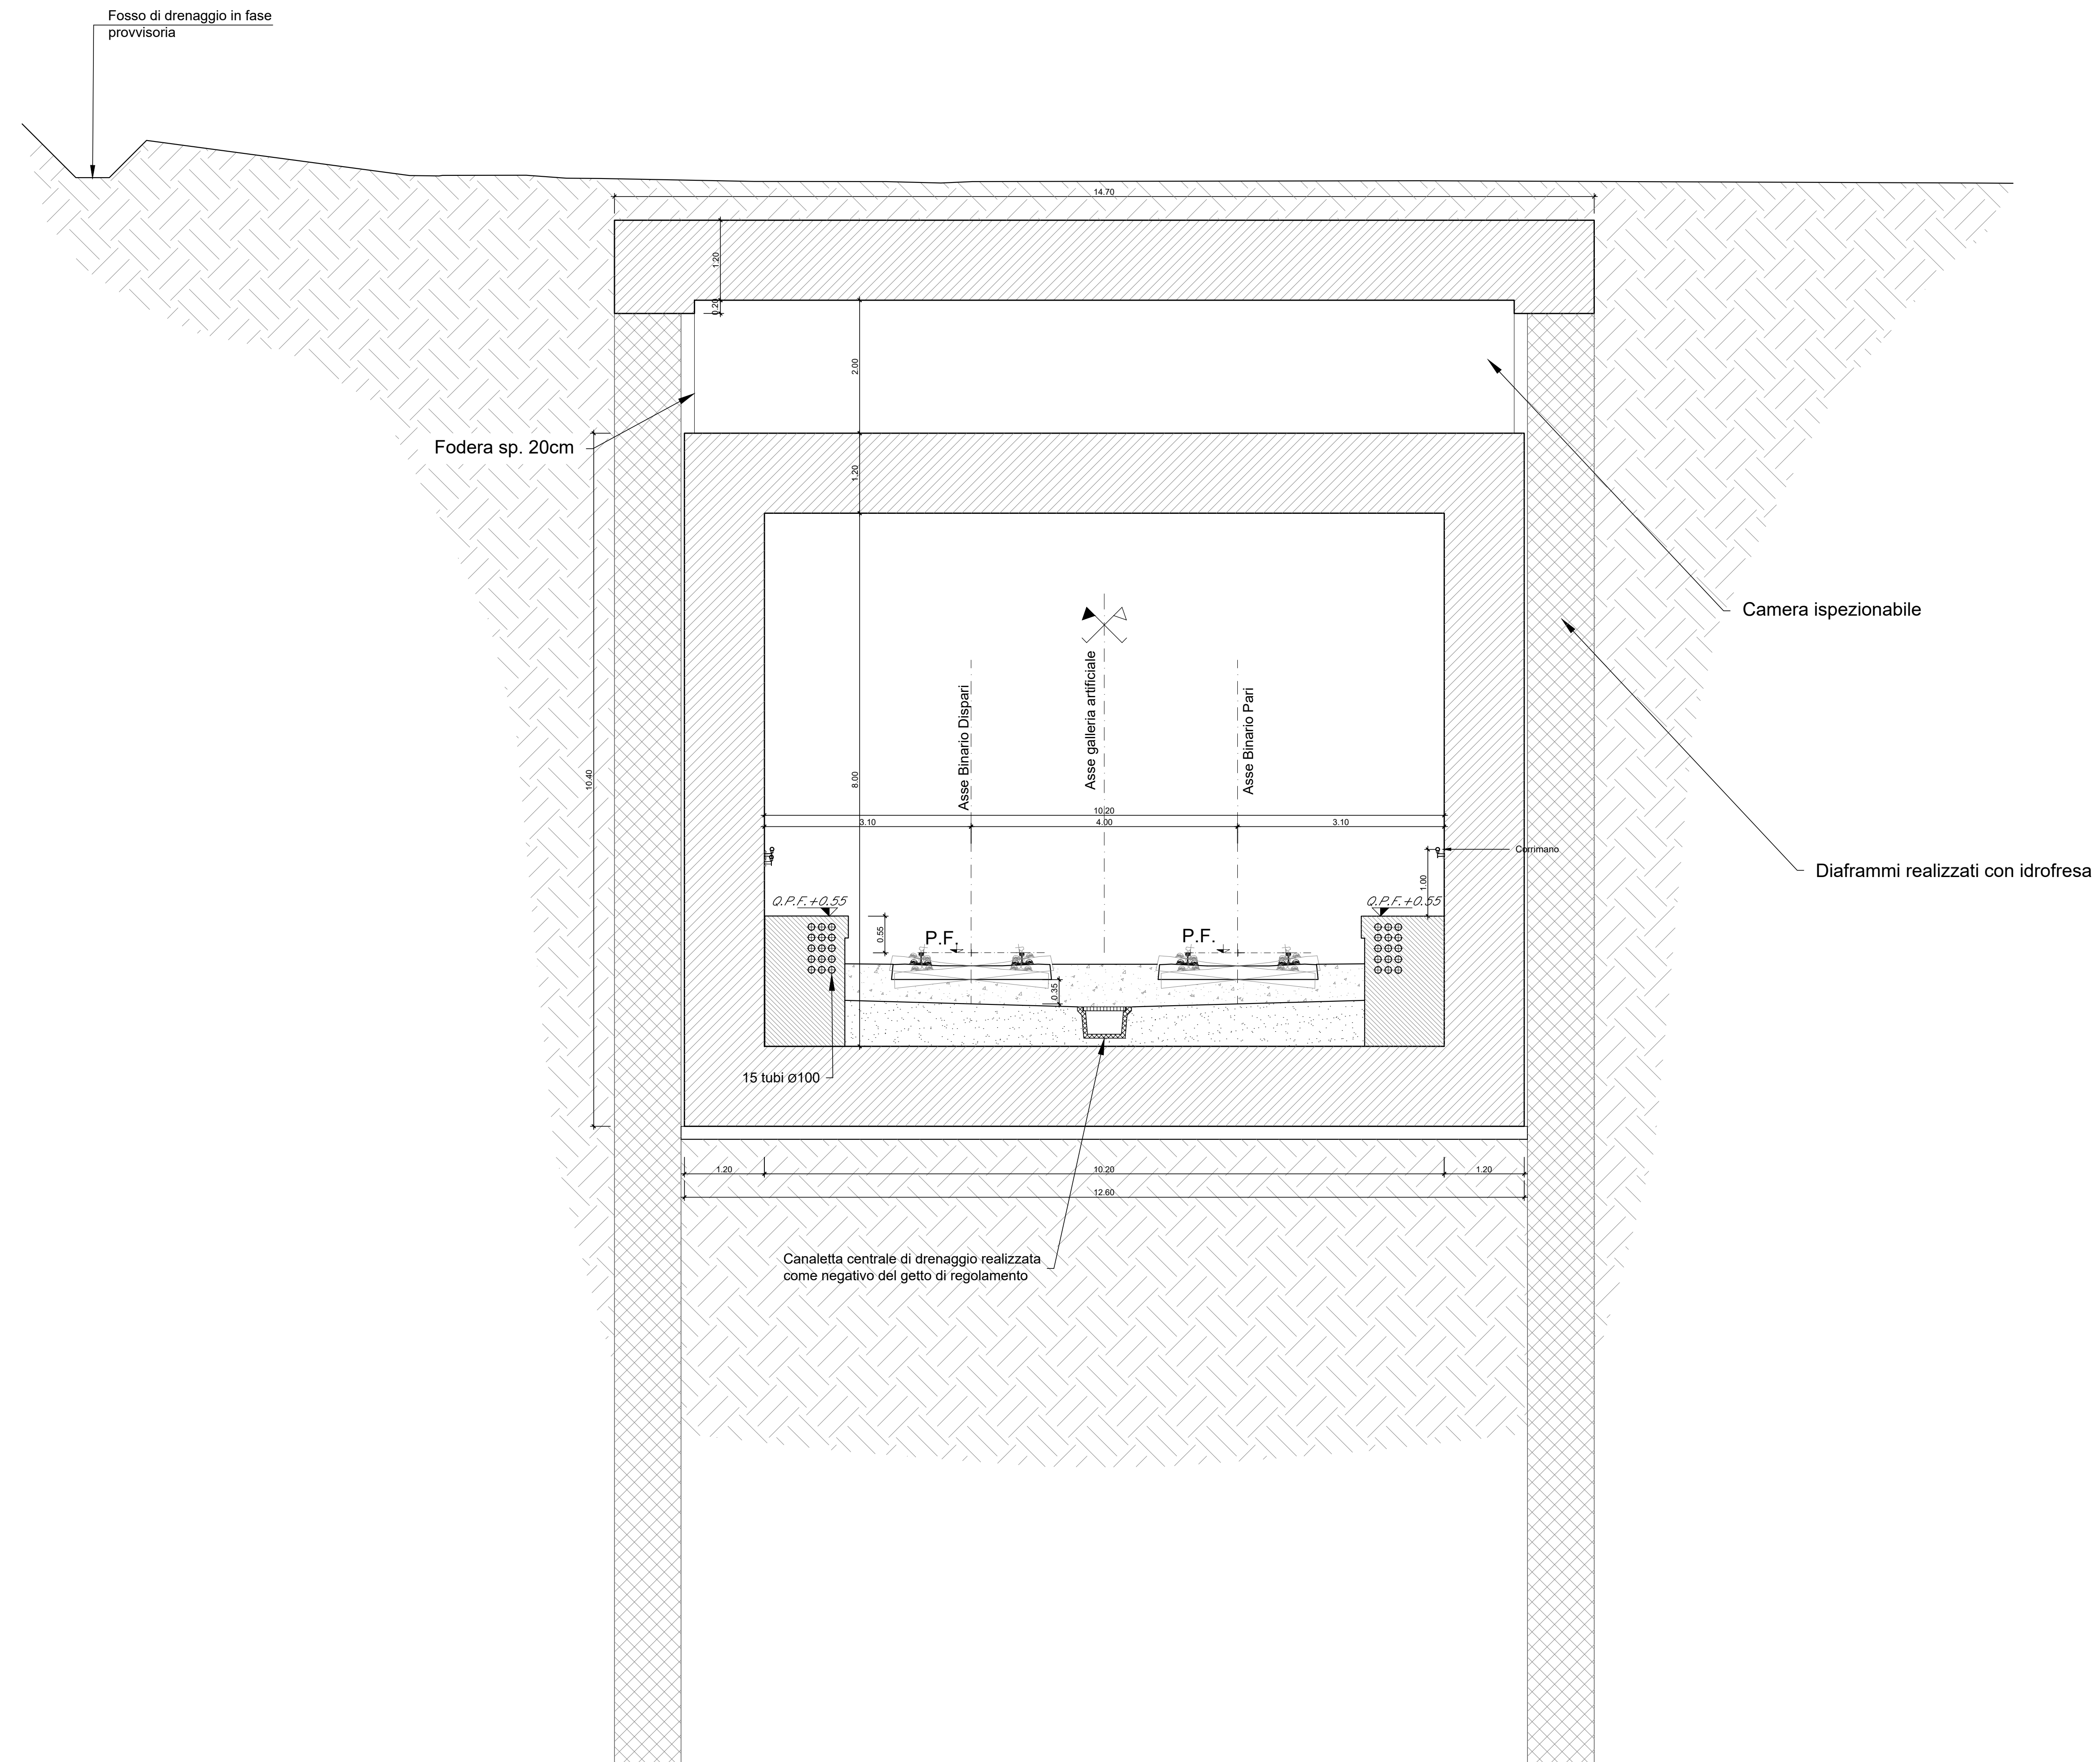 Fosso di drenaggio in fase
provvisoria
14.70
1.20
0.20
2.00
Fodera sp. 20cm
1.20
Camera ispezionabile
Asse Binario Dispari
Asse galleria artificiale
Asse Binario Pari
10.40
8.00
10.20
3.10
4.00
3.10
Corrimano
Diaframmi realizzati con idrofresa
1.00
Q.P.F.+0.55
Q.P.F.+0.55
0.55
P.F.
P.F.
0.35
15 tubi Ø100
1.20
10.20
1.20
12.60
Canaletta centrale di drenaggio realizzata
come negativo del getto di regolamento